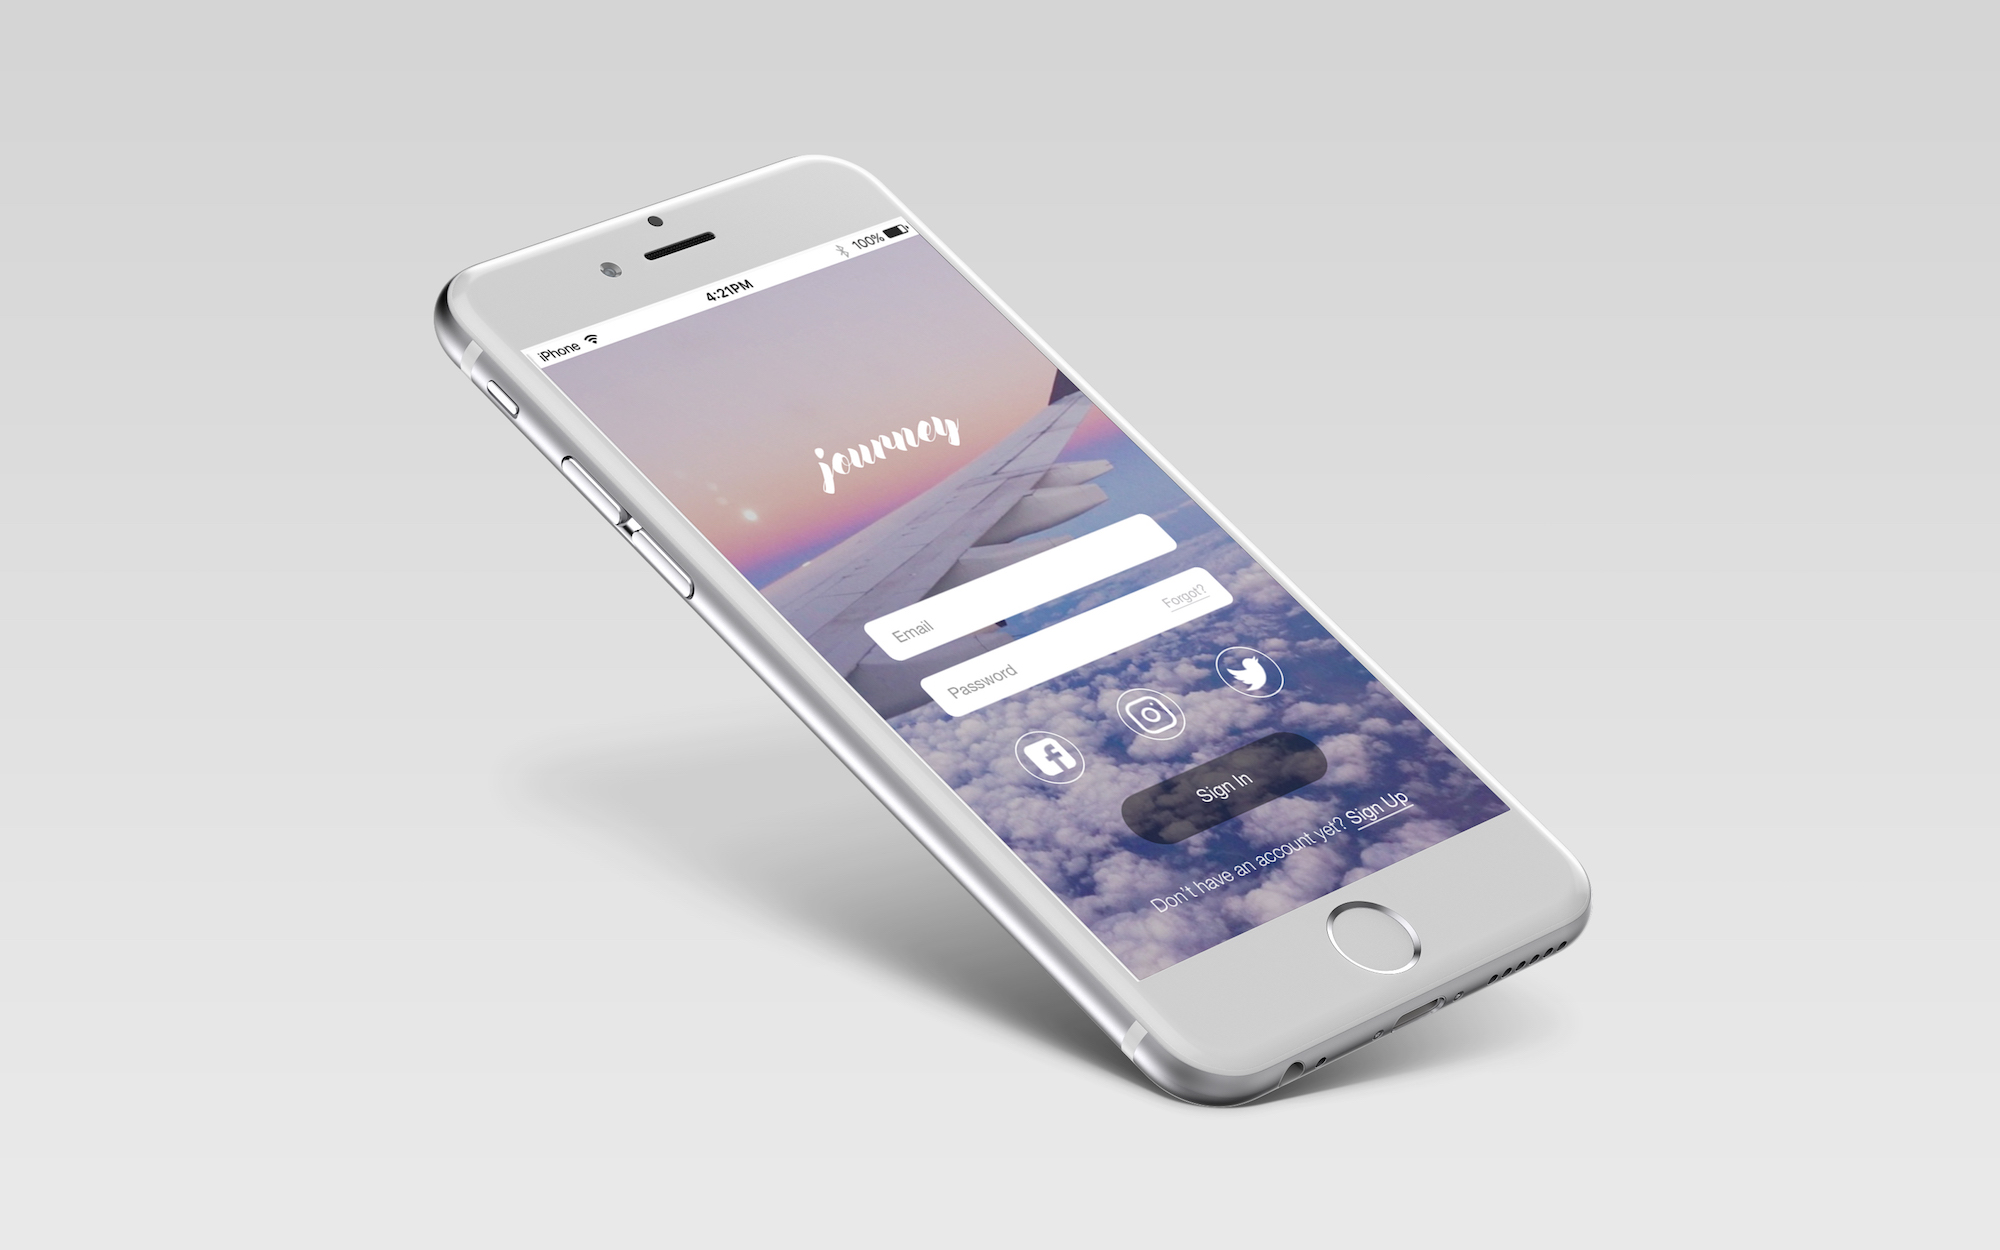 iPhone 4:21PM 100%
journey
Email
Password Forgot?
Sign In
Don't have an account yet? Sign Up